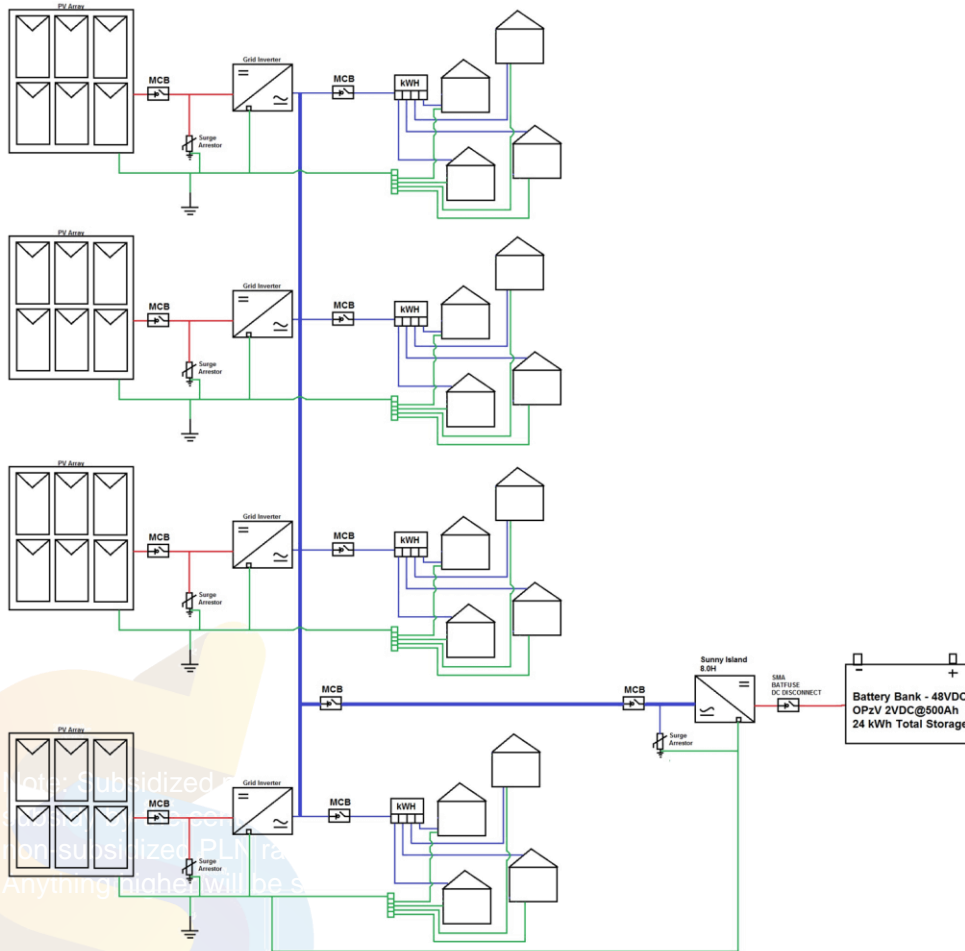 PV Array
MCB
Grid Inverter
MCB
kWH
Surge
Arrestor
PV Array
MCB
Grid Inverter
MCB
kWH
Surge
Arrestor
PV Array
MCB
Grid Inverter
MCB
kWH
Surge
Arrestor
MCB
MCB
Sunny Island
8.0H
SMA
BATFUSE
DC DISCONNECT
- +
Battery Bank - 48VDC
OPzV 2VDC@500Ah
24 kWh Total Storage
Surge
Arrestor
PV Array
MCB
Grid Inverter
MCB
kWH
Surge
Arrestor
Note: Subsidized
non-subsidized PLN
Anything higher will be